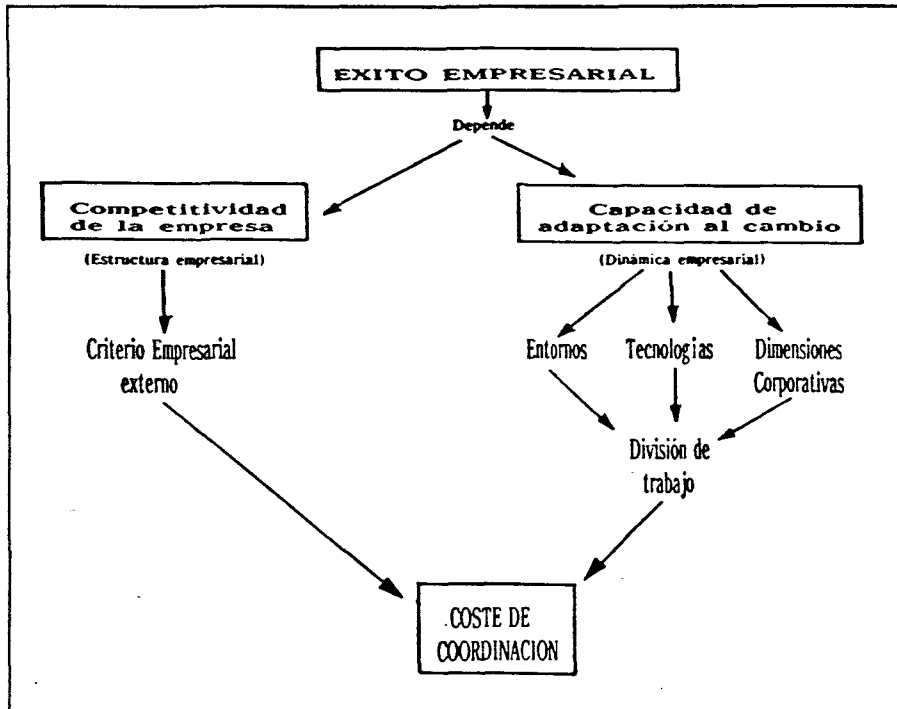 EXITO EMPRESARIAL
Depende
Competitividad
de la empresa
(Estructura empresarial)
Capacidad de
adaptación al cambio
(Dinámica empresarial)
Criterio Empresarial
externo
Entornos
Tecnologias
Dimensiones
Corporativas
División de
trabajo
COSTE DE
COORDINACION